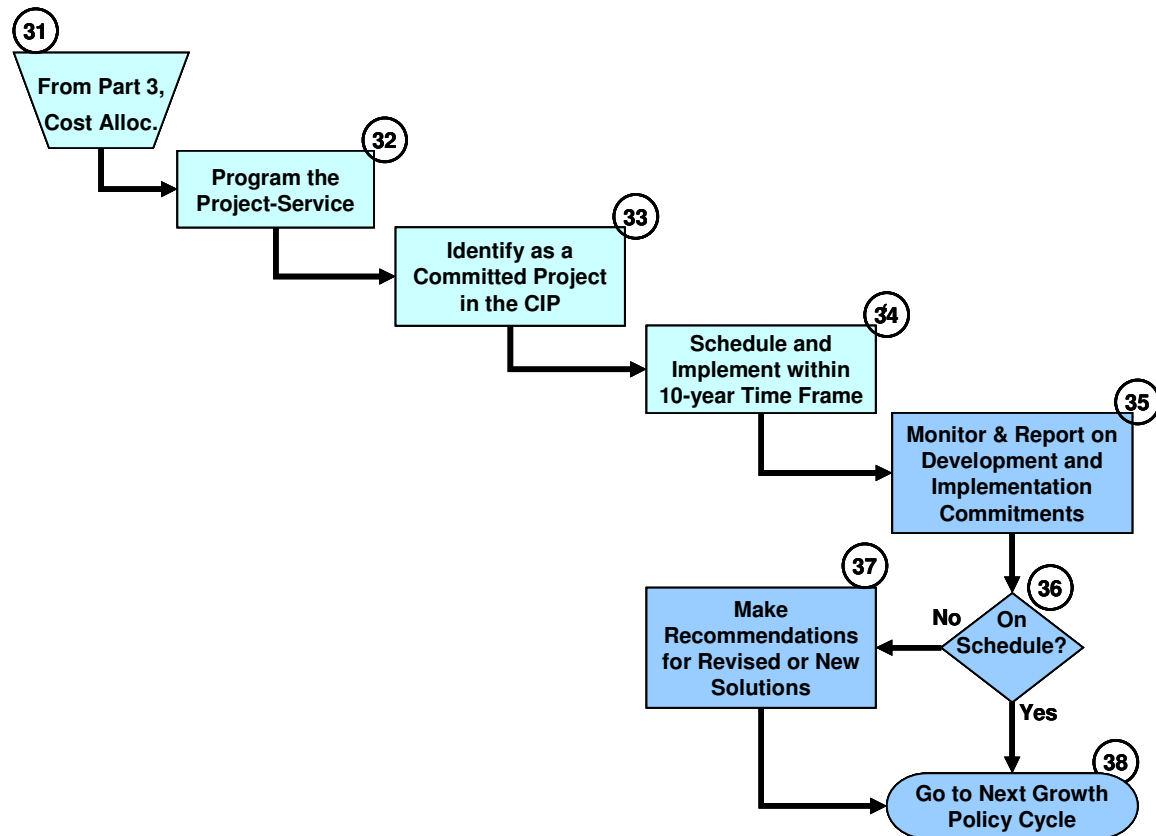 31
From Part 3,
Cost Alloc.
32
Program the
Project-Service
33
Identify as a
Committed Project
in the CIP
34
Schedule and
Implement within
10-year Time Frame
35
Monitor & Report on
Development and
Implementation
Commitments
36
On
Schedule?
No
Yes
37
Make
Recommendations
for Revised or New
Solutions
38
Go to Next Growth
Policy Cycle